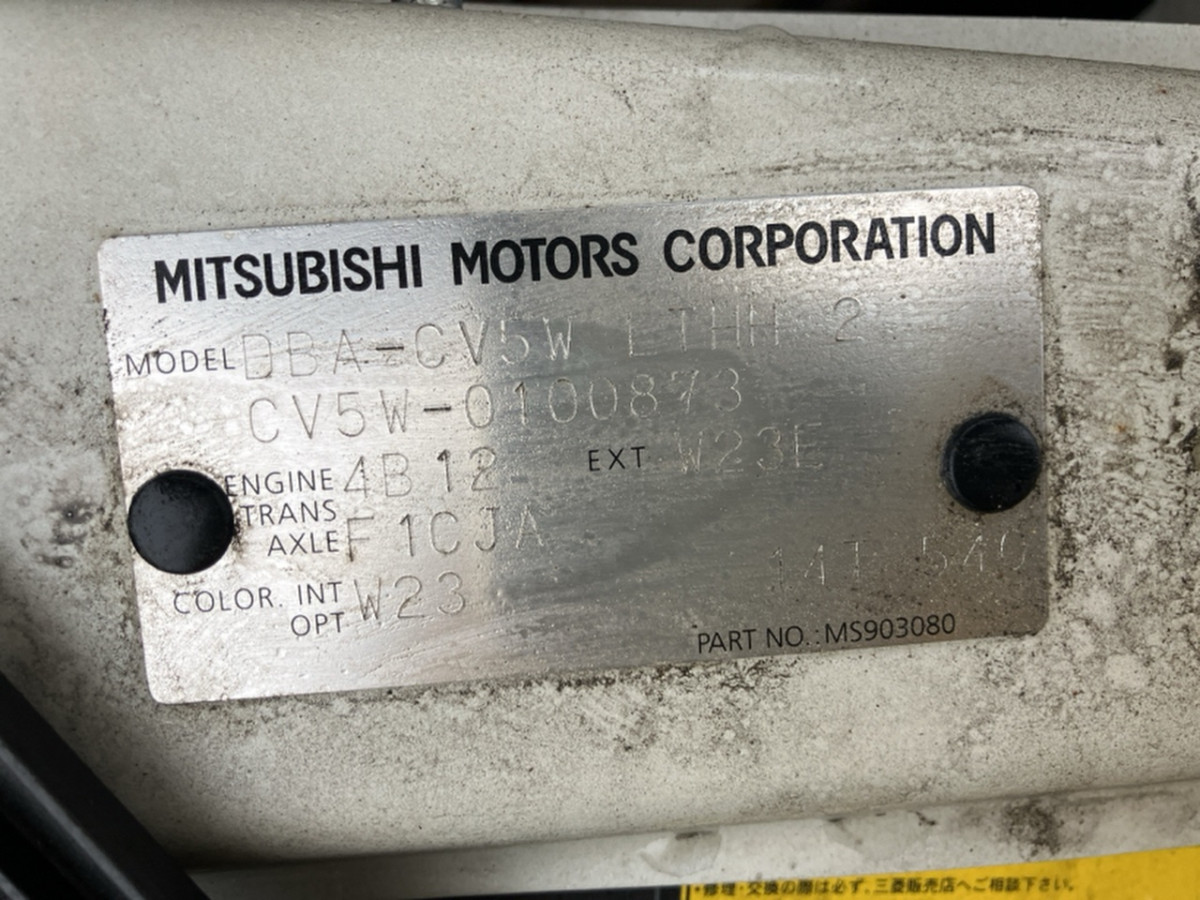 MITSUBISHI MOTORS CORPORATION
MODEL DBA-CV5W LTHH 2
CV5W-0100873
ENGINE 4B12 EXT W23E
TRANS
AXLE F1CJA
COLOR. INT W23 14T 540
OPT
PART NO.:MS903080
・修理・交換の際は必ず、三菱販売店へご相談下さい。